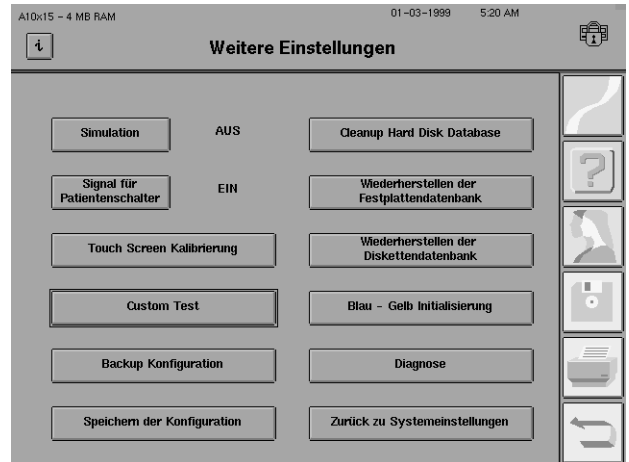 A10x15 – 4 MB RAM
01-03-1999 5:20 AM
i
Weitere Einstellungen
Simulation
AUS
Cleanup Hard Disk Database
Signal für
Patientenschalter
EIN
Wiederherstellen der
Festplattendatenbank
Touch Screen Kalibrierung
Wiederherstellen der
Diskettendatenbank
Custom Test
Blau – Gelb Initialisierung
Backup Konfiguration
Diagnose
Speichern der Konfiguration
Zurück zu Systemeinstellungen
?